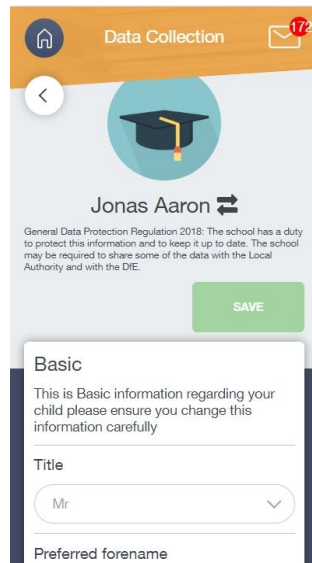 Data Collection
172
Jonas Aaron
General Data Protection Regulation 2018: The school has a duty
to protect this information and to keep it up to date. The school
may be required to share some of the data with the Local
Authority and with the DfE.
SAVE
Basic
This is Basic information regarding your
child please ensure you change this
information carefully
Title
Mr
Preferred forename